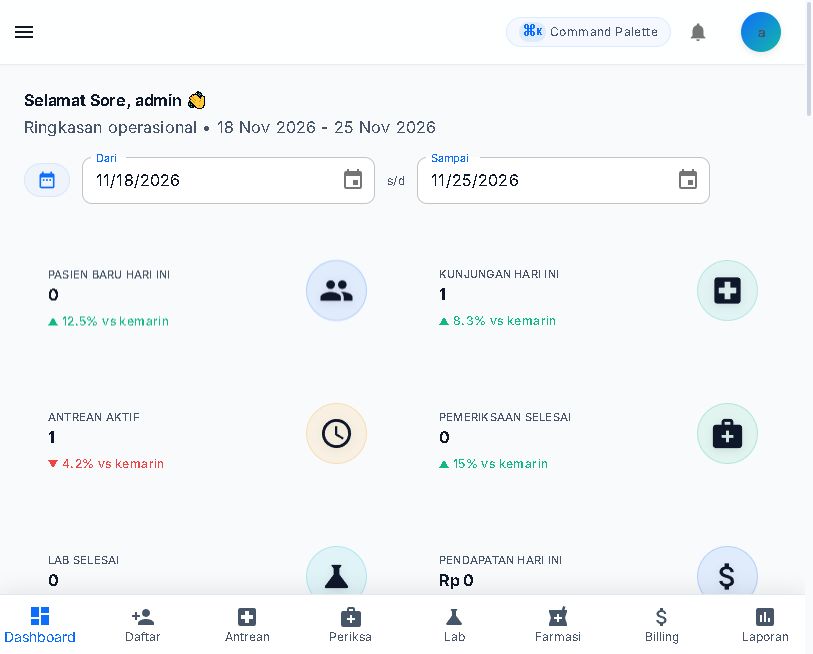 ⌘K Command Palette
a
Selamat Sore, admin 👏
Ringkasan operasional • 18 Nov 2026 - 25 Nov 2026
Dari
11/18/2026
s/d
Sampai
11/25/2026
PASIEN BARU HARI INI
0
▲ 12.5% vs kemarin
KUNJUNGAN HARI INI
1
▲ 8.3% vs kemarin
ANTREAN AKTIF
1
▼ 4.2% vs kemarin
PEMERIKSAAN SELESAI
0
▲ 15% vs kemarin
LAB SELESAI
0
PENDAPATAN HARI INI
Rp 0
Dashboard
Daftar
Antrean
Periksa
Lab
Farmasi
Billing
Laporan